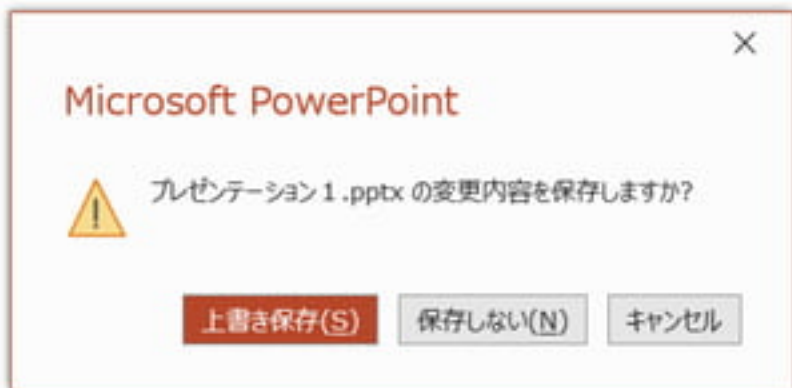 Microsoft PowerPoint
プレゼンテーション 1 .pptx の変更内容を保存しますか?
上書き保存(S)
保存しない(N)
キャンセル